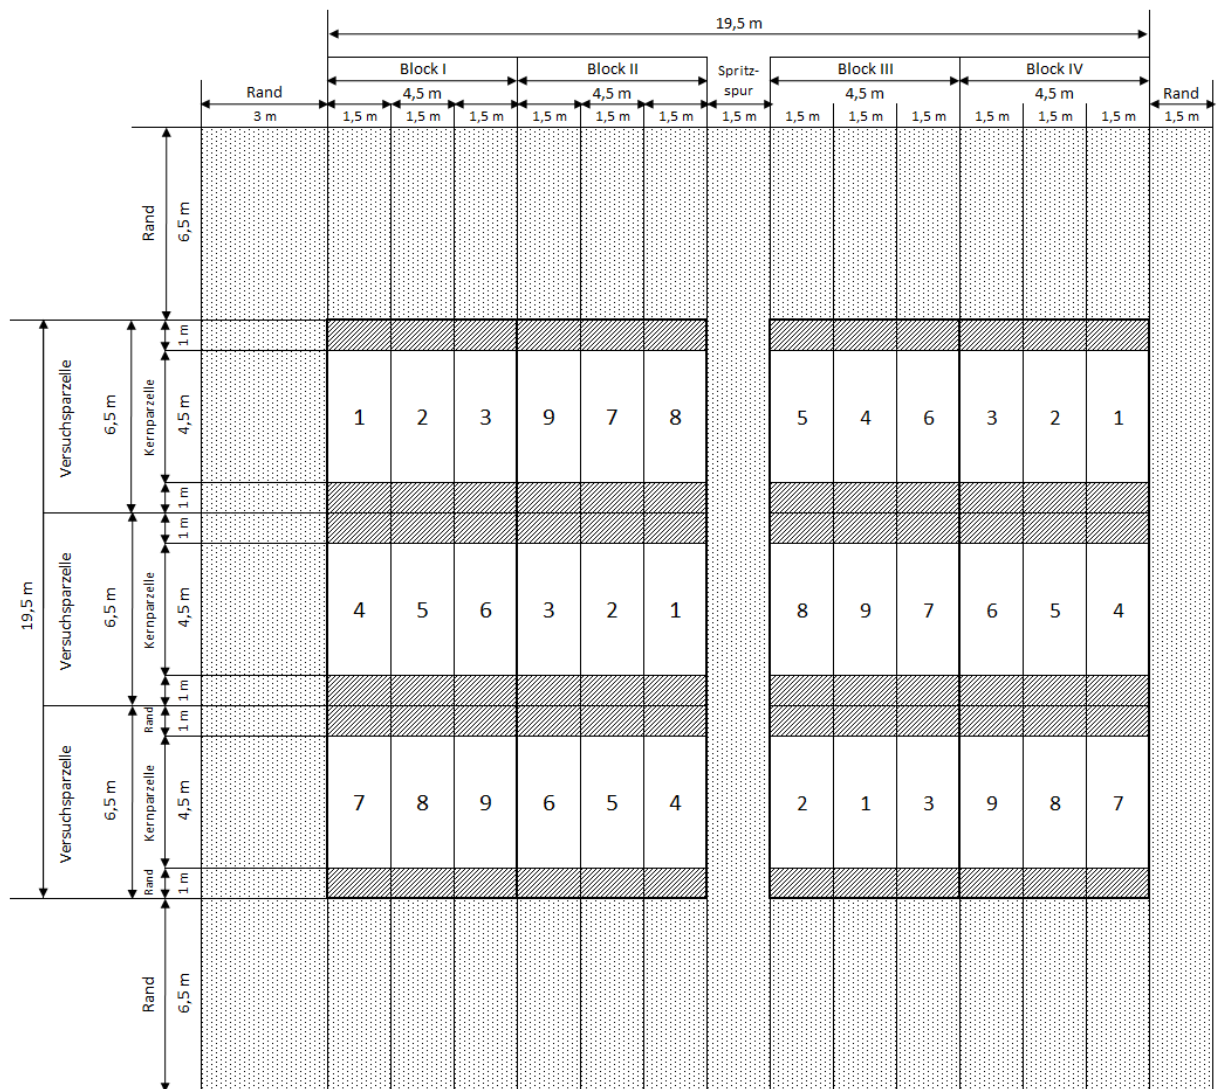 19,5 m
Block I
Block II
Spritz-
spur
Block III
Block IV
Rand
4,5 m
4,5 m
4,5 m
4,5 m
Rand
3 m
1,5 m
1,5 m
1,5 m
1,5 m
1,5 m
1,5 m
1,5 m
1,5 m
1,5 m
1,5 m
1,5 m
1,5 m
1,5 m
1,5 m
Rand
6,5 m
19,5 m
Versuchsparzelle
6,5 m
1 m
Kernparzelle
4,5 m
1 m
1 2 3 9 7 8 5 4 6 3 2 1
Versuchsparzelle
6,5 m
1 m
Kernparzelle
4,5 m
1 m
4 5 6 3 2 1 8 9 7 6 5 4
Versuchsparzelle
6,5 m
Rand
1 m
Kernparzelle
4,5 m
Rand
1 m
7 8 9 6 5 4 2 1 3 9 8 7
Rand
6,5 m